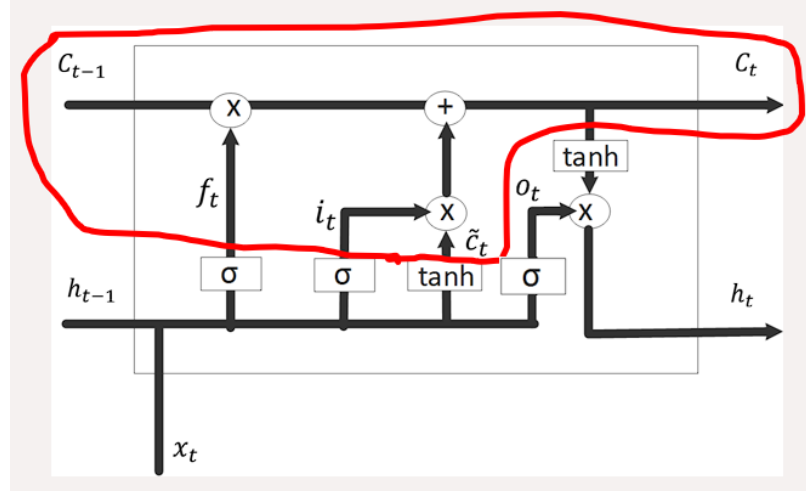 C_{t−1} C_t
x +
tanh
f_t i_t x o_t x
c̃_t
σ σ tanh σ
h_{t−1} h_t
x_t